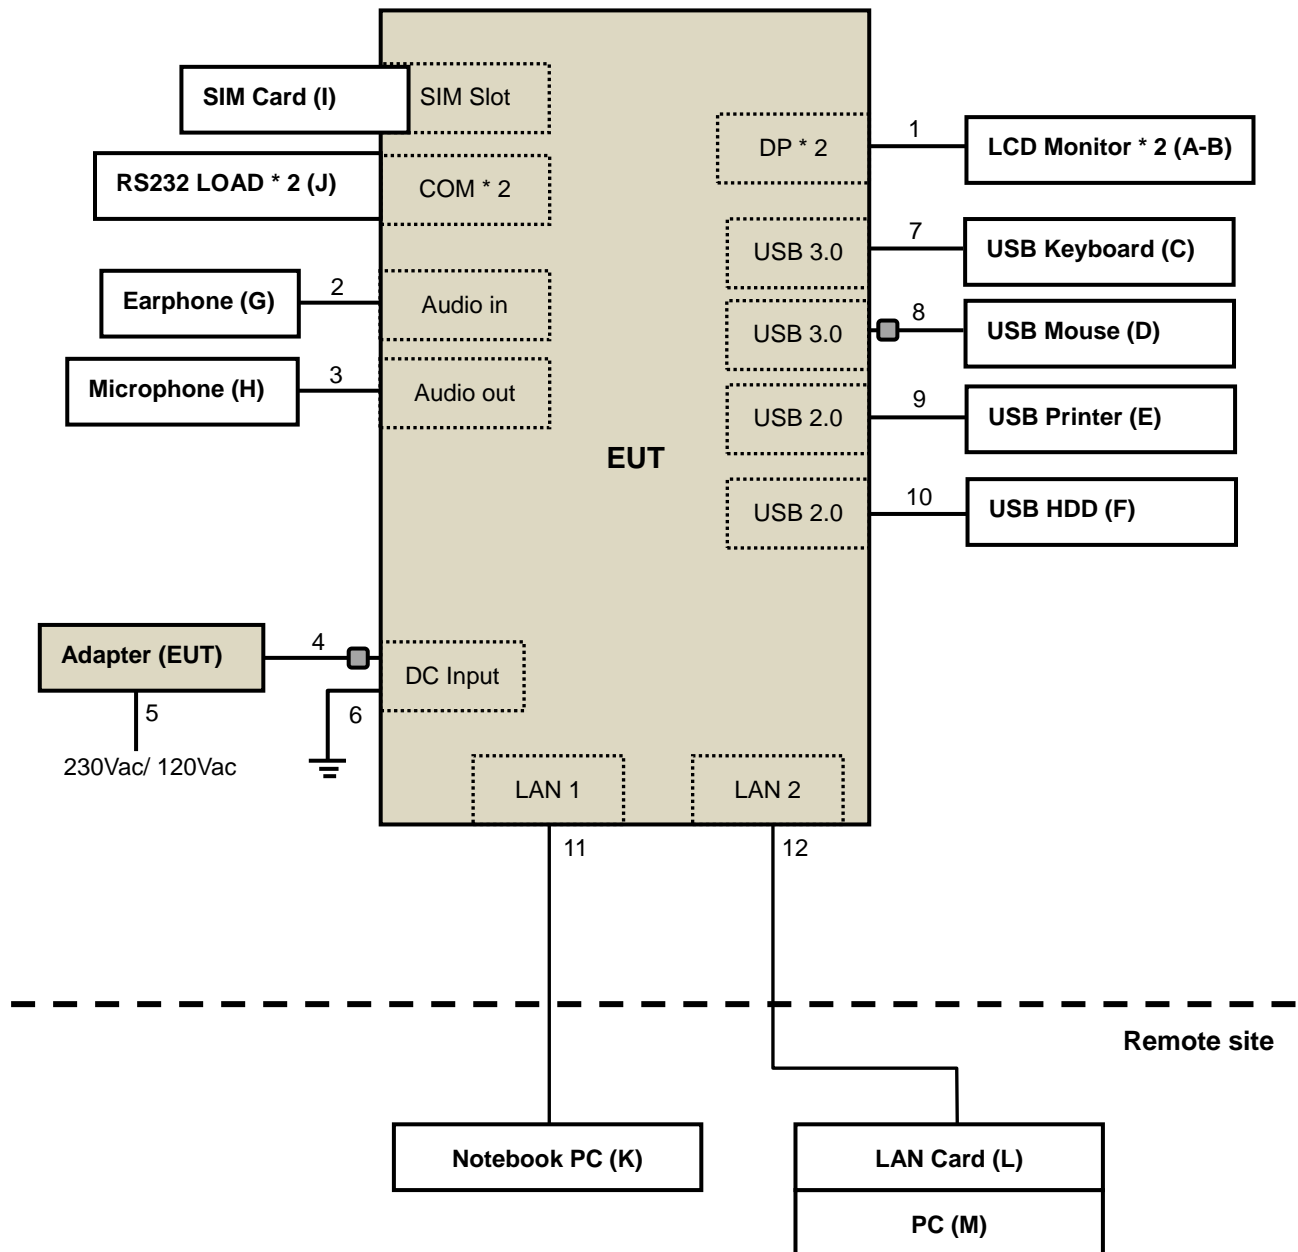 SIM Card (I)
SIM Slot
DP * 2
1
LCD Monitor * 2 (A-B)
RS232 LOAD * 2 (J)
COM * 2
USB 3.0
7
USB Keyboard (C)
Earphone (G)
2
Audio in
USB 3.0
8
USB Mouse (D)
Microphone (H)
3
Audio out
USB 2.0
9
USB Printer (E)
EUT
USB 2.0
10
USB HDD (F)
Adapter (EUT)
4
DC Input
5
6
230Vac/ 120Vac
LAN 1
LAN 2
11
12
Remote site
Notebook PC (K)
LAN Card (L)
PC (M)